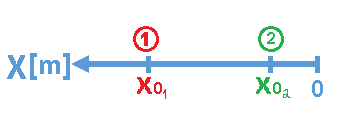 ① ②
X[m]
X₀₁ X₀₂ 0